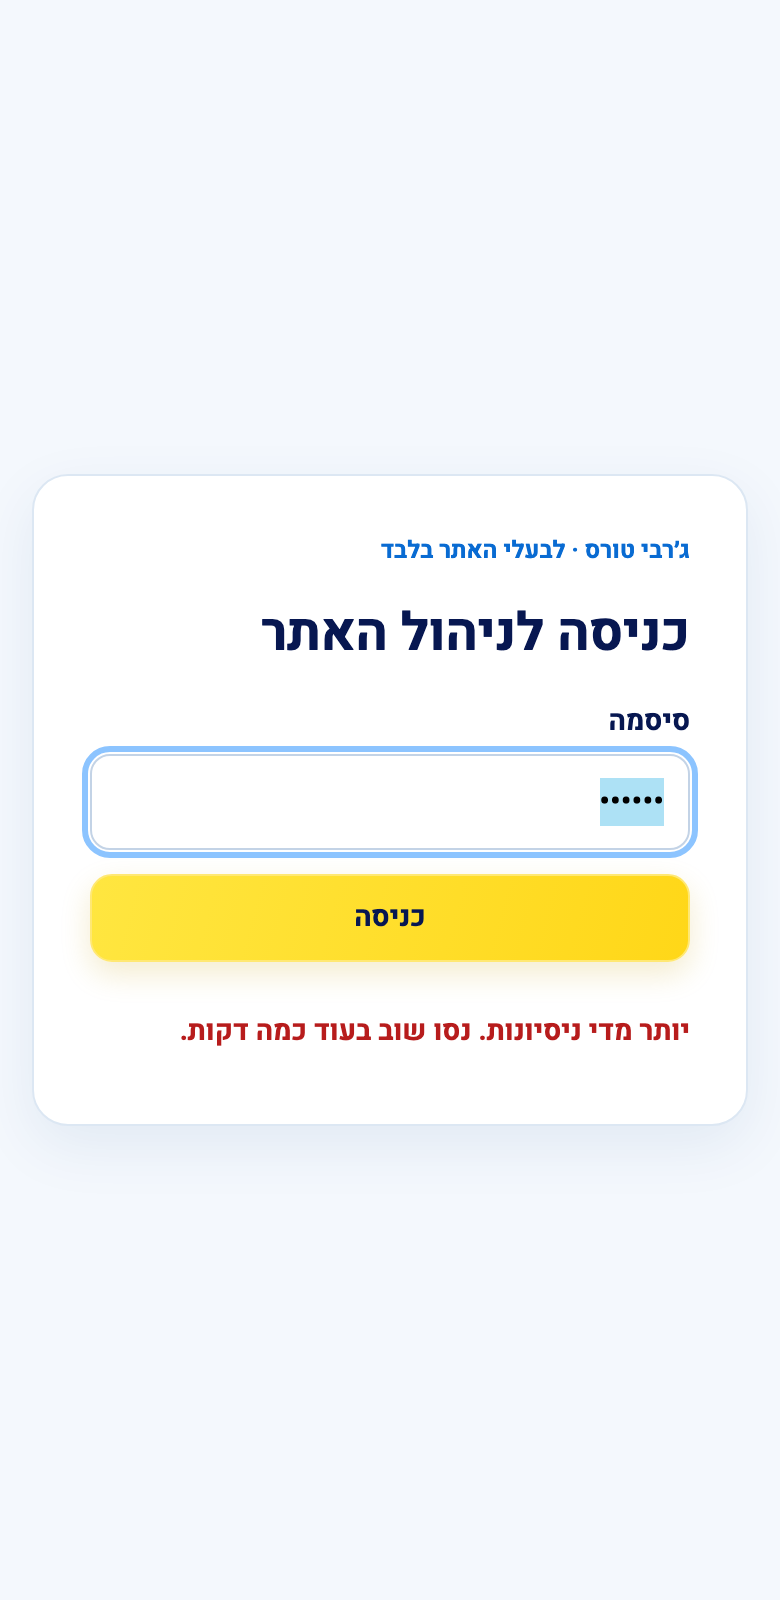 ג׳רבי טורס · לבעלי האתר בלבד
כניסה לניהול האתר
סיסמה
••••••
כניסה
יותר מדי ניסיונות. נסו שוב בעוד כמה דקות.